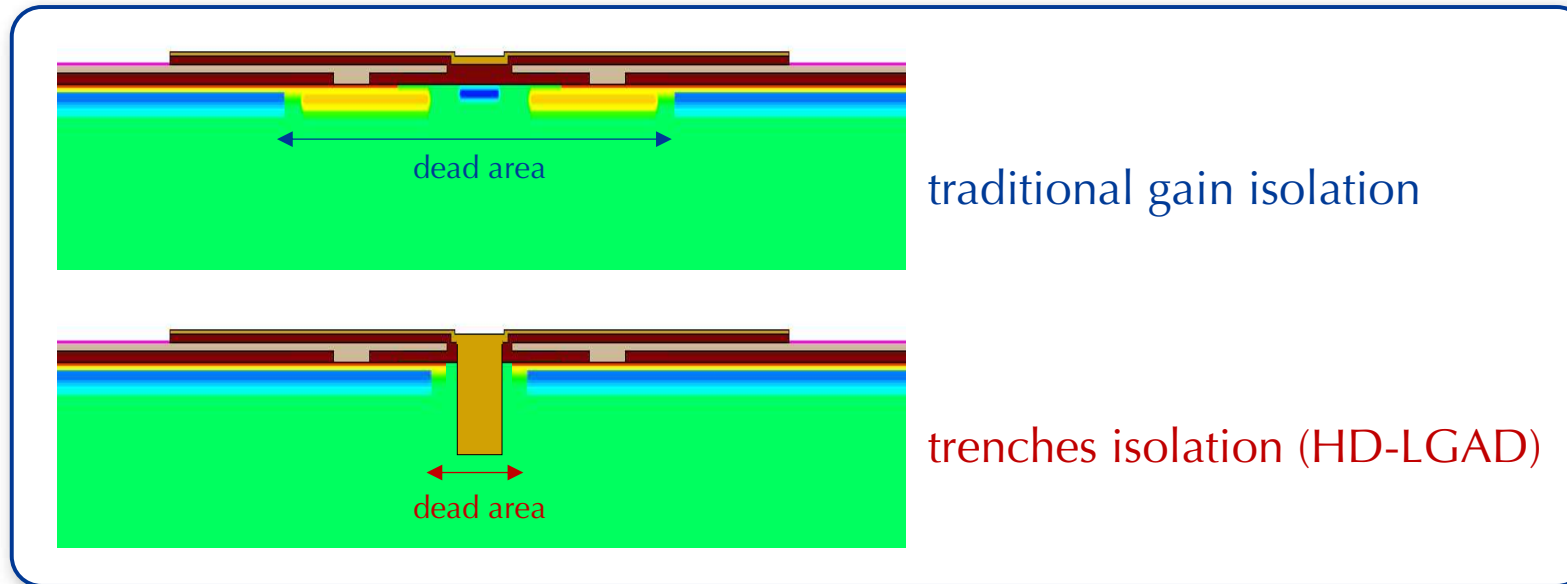 dead area
traditional gain isolation
dead area
trenches isolation (HD-LGAD)